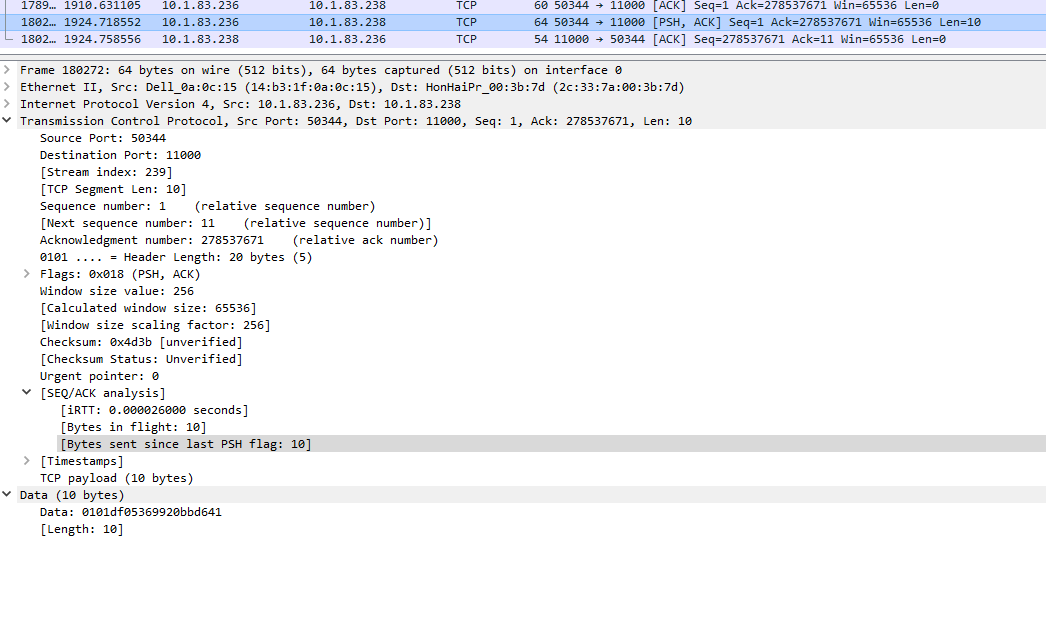 1789… 1910.631105 10.1.83.236 10.1.83.238 TCP 60 50344 → 11000 [ACK] Seq=1 Ack=278537671 Win=65536 Len=0
1802… 1924.718552 10.1.83.236 10.1.83.238 TCP 64 50344 → 11000 [PSH, ACK] Seq=1 Ack=278537671 Win=65536 Len=10
1802… 1924.758556 10.1.83.238 10.1.83.236 TCP 54 11000 → 50344 [ACK] Seq=278537671 Ack=11 Win=65536 Len=0
Frame 180272: 64 bytes on wire (512 bits), 64 bytes captured (512 bits) on interface 0
Ethernet II, Src: Dell_0a:0c:15 (14:b3:1f:0a:0c:15), Dst: HonHaiPr_00:3b:7d (2c:33:7a:00:3b:7d)
Internet Protocol Version 4, Src: 10.1.83.236, Dst: 10.1.83.238
Transmission Control Protocol, Src Port: 50344, Dst Port: 11000, Seq: 1, Ack: 278537671, Len: 10
Source Port: 50344
Destination Port: 11000
[Stream index: 239]
[TCP Segment Len: 10]
Sequence number: 1 (relative sequence number)
[Next sequence number: 11 (relative sequence number)]
Acknowledgment number: 278537671 (relative ack number)
0101 .... = Header Length: 20 bytes (5)
Flags: 0x018 (PSH, ACK)
Window size value: 256
[Calculated window size: 65536]
[Window size scaling factor: 256]
Checksum: 0x4d3b [unverified]
[Checksum Status: Unverified]
Urgent pointer: 0
[SEQ/ACK analysis]
[iRTT: 0.000026000 seconds]
[Bytes in flight: 10]
[Bytes sent since last PSH flag: 10]
[Timestamps]
TCP payload (10 bytes)
Data (10 bytes)
Data: 0101df05369920bbd641
[Length: 10]